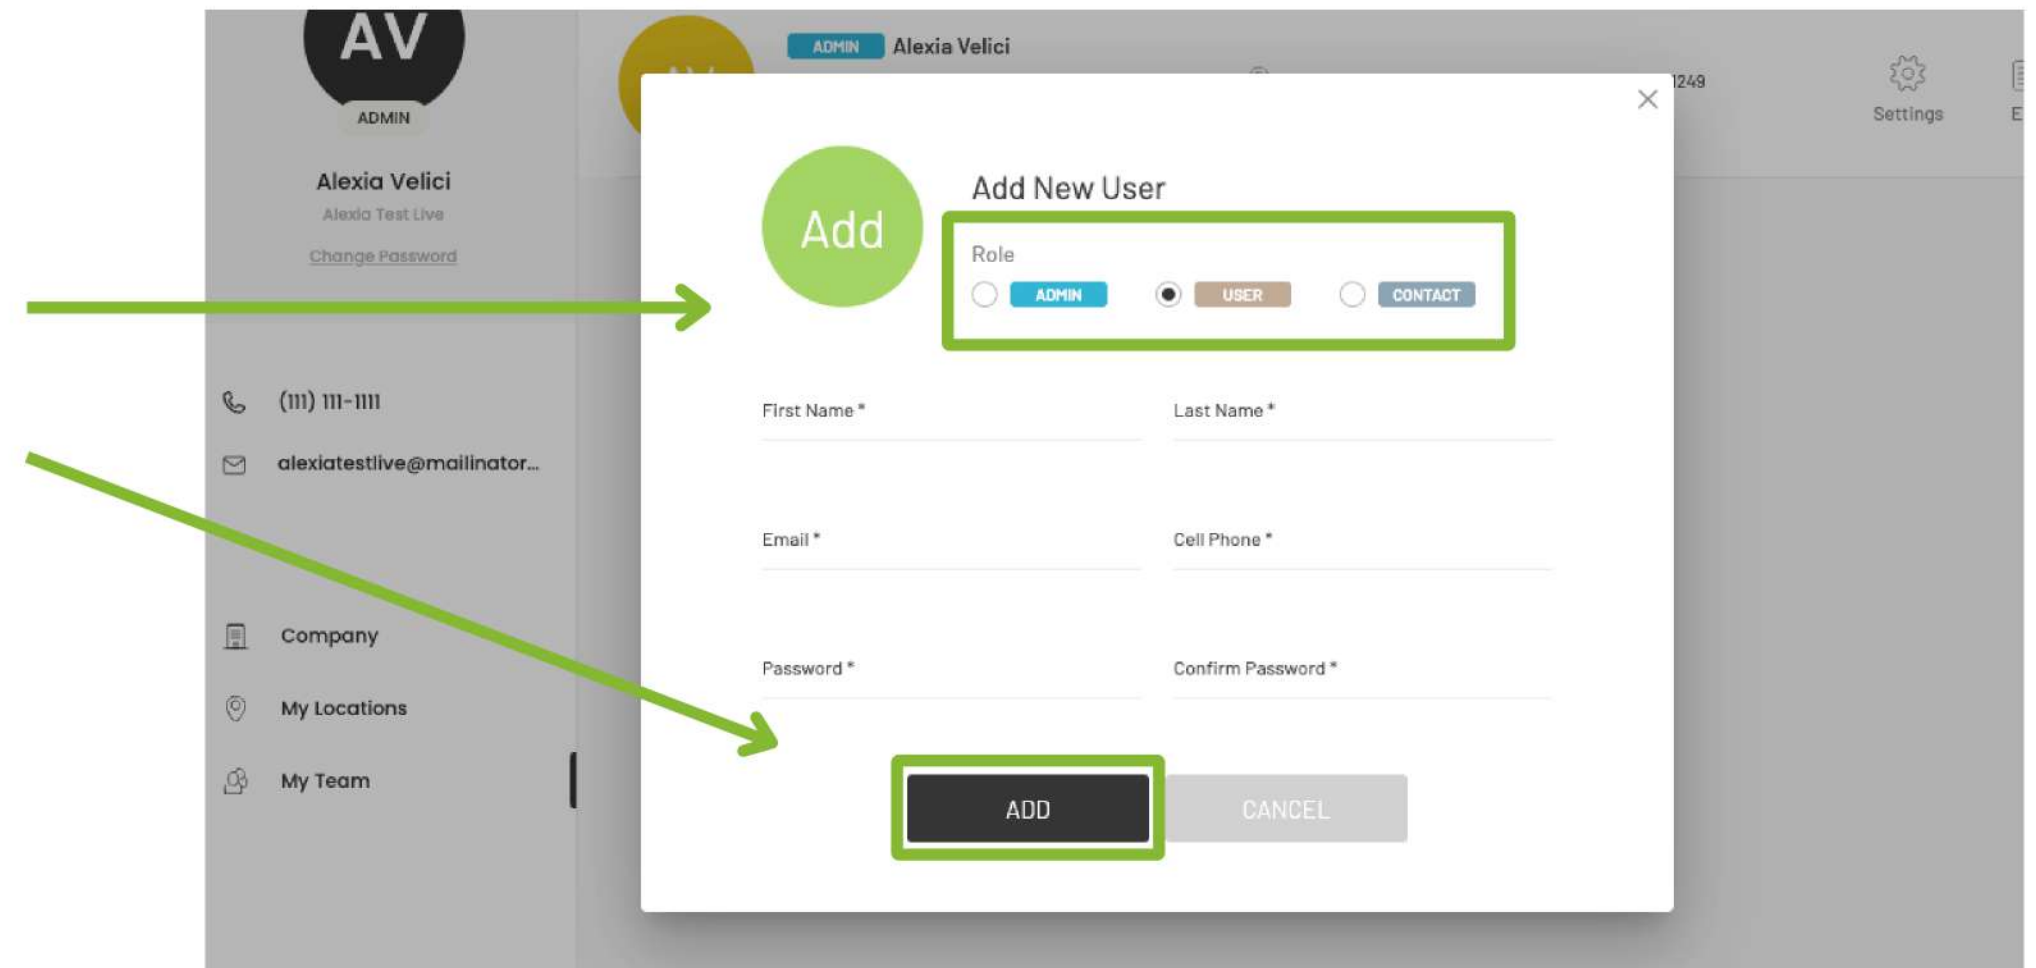 AV
ADMIN
Alexia Velici
Alexia Test Live
Change Password
(111) 111-1111
alexiatestlive@mailinator...
Company
My Locations
My Team
ADMIN Alexia Velici
1249
Settings
E
Add
Add New User
Role
ADMIN USER CONTACT
First Name * Last Name *
Email * Cell Phone *
Password * Confirm Password *
ADD CANCEL